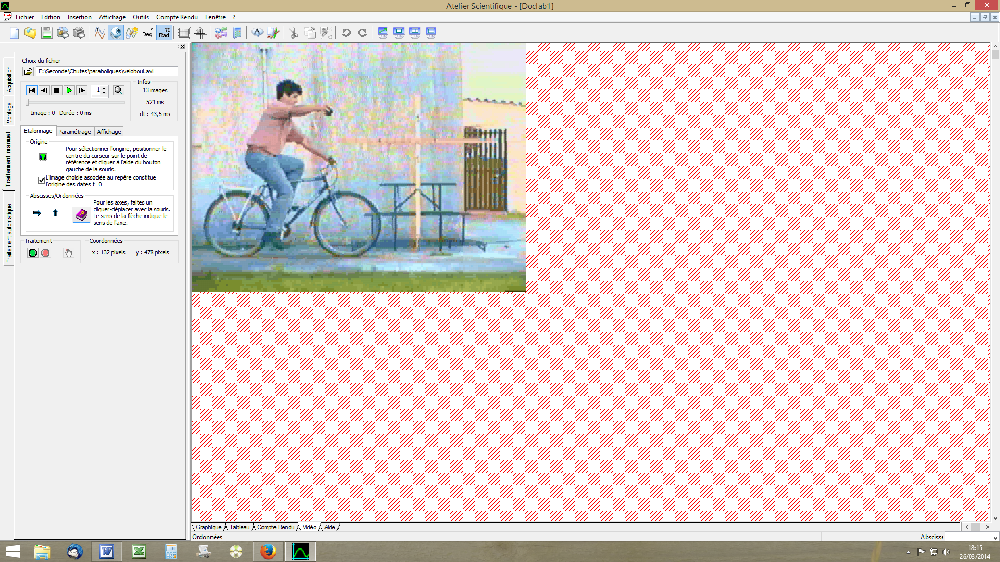 Atelier Scientifique - [Doclab1]
Fichier Edition Insertion Affichage Outils Compte Rendu Fenêtre ?
Deg π Rad
Acquisition
Montage
Traitement manuel
Traitement automatique
Choix du fichier
F:\Seconde\Chutes\paraboliques\veloboul.avi
1
Infos
13 images
521 ms
dt : 43,5 ms
Image : 0 Durée : 0 ms
Etalonnage Paramétrage Affichage
Origine
Pour sélectionner l'origine, positionner le
centre du curseur sur le point de
référence et cliquer à l'aide du bouton
gauche de la souris.
L'image choisie associée au repère constitue
l'origine des dates t=0
Abscisses/Ordonnées
Pour les axes, faites un
cliquer-déplacer avec la souris.
Le sens de la flèche indique le
sens de l'axe.
Traitement
Coordonnées
x : 132 pixels y : 478 pixels
Graphique Tableau Compte Rendu Vidéo Aide
Ordonnées
Abscisse
18:15
26/03/2014